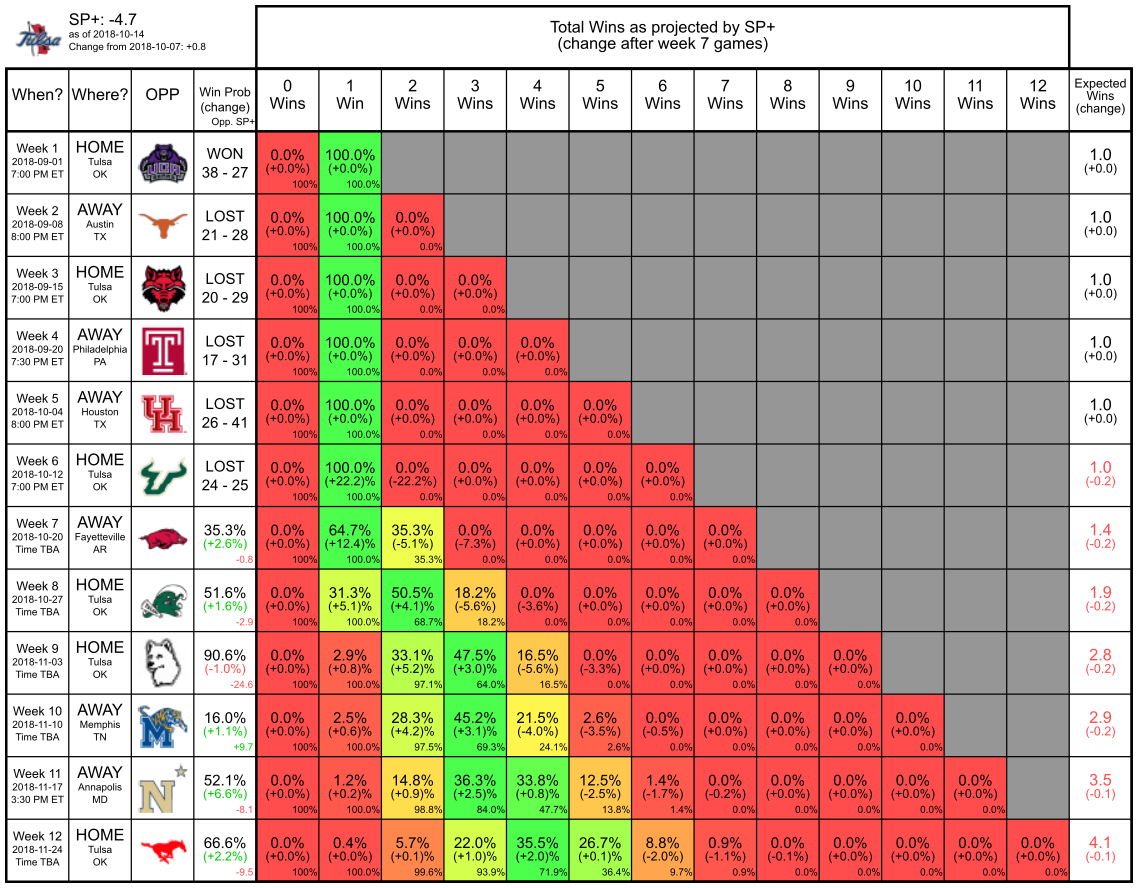 Tulsa
SP+: -4.7
as of 2018-10-14
Change from 2018-10-07: +0.8
Total Wins as projected by SP+
(change after week 7 games)
When? Where? OPP Win Prob (change) Opp. SP+ 0 Wins 1 Win 2 Wins 3 Wins 4 Wins 5 Wins 6 Wins 7 Wins 8 Wins 9 Wins 10 Wins 11 Wins 12 Wins Expected Wins (change)
Week 1 HOME WON 0.0% 100.0% 1.0
2018-09-01 Tulsa UCA 38 - 27 (+0.0%) (+0.0)% (+0.0)
7:00 PM ET OK 100% 100.0%
Week 2 AWAY LOST 0.0% 100.0% 0.0% 1.0
2018-09-08 Austin 21 - 28 (+0.0%) (+0.0)% (+0.0%) (+0.0)
8:00 PM ET TX 100% 100.0% 0.0%
Week 3 HOME LOST 0.0% 100.0% 0.0% 0.0% 1.0
2018-09-15 Tulsa 20 - 29 (+0.0%) (+0.0)% (+0.0%) (+0.0%) (+0.0)
7:00 PM ET OK 100% 100.0% 0.0% 0.0%
Week 4 AWAY LOST 0.0% 100.0% 0.0% 0.0% 0.0% 1.0
2018-09-20 Philadelphia T 17 - 31 (+0.0%) (+0.0)% (+0.0%) (+0.0%) (+0.0%) (+0.0)
7:30 PM ET PA 100% 100.0% 0.0% 0.0% 0.0%
Week 5 AWAY LOST 0.0% 100.0% 0.0% 0.0% 0.0% 0.0% 1.0
2018-10-04 Houston UH 26 - 41 (+0.0%) (+0.0)% (+0.0%) (+0.0%) (+0.0%) (+0.0%) (+0.0)
8:00 PM ET TX 100% 100.0% 0.0% 0.0% 0.0% 0.0%
Week 6 HOME LOST 0.0% 100.0% 0.0% 0.0% 0.0% 0.0% 0.0% 1.0
2018-10-12 Tulsa 24 - 25 (+0.0%) (+22.2)% (-22.2%) (+0.0%) (+0.0%) (+0.0%) (+0.0%) (-0.2)
7:00 PM ET OK 100% 100.0% 0.0% 0.0% 0.0% 0.0% 0.0%
Week 7 AWAY 35.3% 0.0% 64.7% 35.3% 0.0% 0.0% 0.0% 0.0% 0.0% 1.4
2018-10-20 Fayetteville (+2.6%) (+0.0%) (+12.4)% (-5.1%) (-7.3%) (+0.0%) (+0.0%) (+0.0%) (+0.0%) (-0.2)
Time TBA AR -0.8 100% 100.0% 35.3% 0.0% 0.0% 0.0% 0.0% 0.0%
Week 8 HOME 51.6% 0.0% 31.3% 50.5% 18.2% 0.0% 0.0% 0.0% 0.0% 0.0% 1.9
2018-10-27 Tulsa (+1.6%) (+0.0%) (+5.1)% (+4.1)% (-5.6%) (-3.6%) (+0.0%) (+0.0%) (+0.0%) (+0.0%) (-0.2)
Time TBA OK -2.9 100% 100.0% 68.7% 18.2% 0.0% 0.0% 0.0% 0.0% 0.0%
Week 9 HOME 90.6% 0.0% 2.9% 33.1% 47.5% 16.5% 0.0% 0.0% 0.0% 0.0% 0.0% 2.8
2018-11-03 Tulsa (-1.0%) (+0.0%) (+0.8)% (+5.2)% (+3.0)% (-5.6%) (-3.3%) (+0.0%) (+0.0%) (+0.0%) (+0.0%) (-0.2)
Time TBA OK -24.6 100% 100.0% 97.1% 64.0% 16.5% 0.0% 0.0% 0.0% 0.0% 0.0%
Week 10 AWAY 16.0% 0.0% 2.5% 28.3% 45.2% 21.5% 2.6% 0.0% 0.0% 0.0% 0.0% 0.0% 2.9
2018-11-10 Memphis M (+1.1%) (+0.0%) (+0.6)% (+4.2)% (+3.1)% (-4.0%) (-3.5%) (-0.5%) (+0.0%) (+0.0%) (+0.0%) (+0.0%) (-0.2)
Time TBA TN +9.7 100% 100.0% 97.5% 69.3% 24.1% 2.6% 0.0% 0.0% 0.0% 0.0% 0.0%
Week 11 AWAY 52.1% 0.0% 1.2% 14.8% 36.3% 33.8% 12.5% 1.4% 0.0% 0.0% 0.0% 0.0% 0.0% 3.5
2018-11-17 Annapolis N (+6.6%) (+0.0%) (+0.2)% (+0.9)% (+2.5)% (+0.8)% (-2.5%) (-1.7%) (-0.2%) (+0.0%) (+0.0%) (+0.0%) (+0.0%) (-0.1)
3:30 PM ET MD -8.1 100% 100.0% 98.8% 84.0% 47.7% 13.8% 1.4% 0.0% 0.0% 0.0% 0.0% 0.0%
Week 12 HOME 66.6% 0.0% 0.4% 5.7% 22.0% 35.5% 26.7% 8.8% 0.9% 0.0% 0.0% 0.0% 0.0% 0.0% 4.1
2018-11-24 Tulsa (+2.2%) (+0.0%) (+0.0)% (+0.1)% (+1.0)% (+2.0)% (+0.1)% (-2.0%) (-1.1%) (-0.1%) (+0.0%) (+0.0%) (+0.0%) (+0.0%) (-0.1)
Time TBA OK -9.5 100% 100.0% 99.6% 93.9% 71.9% 36.4% 9.7% 0.9% 0.0% 0.0% 0.0% 0.0% 0.0%